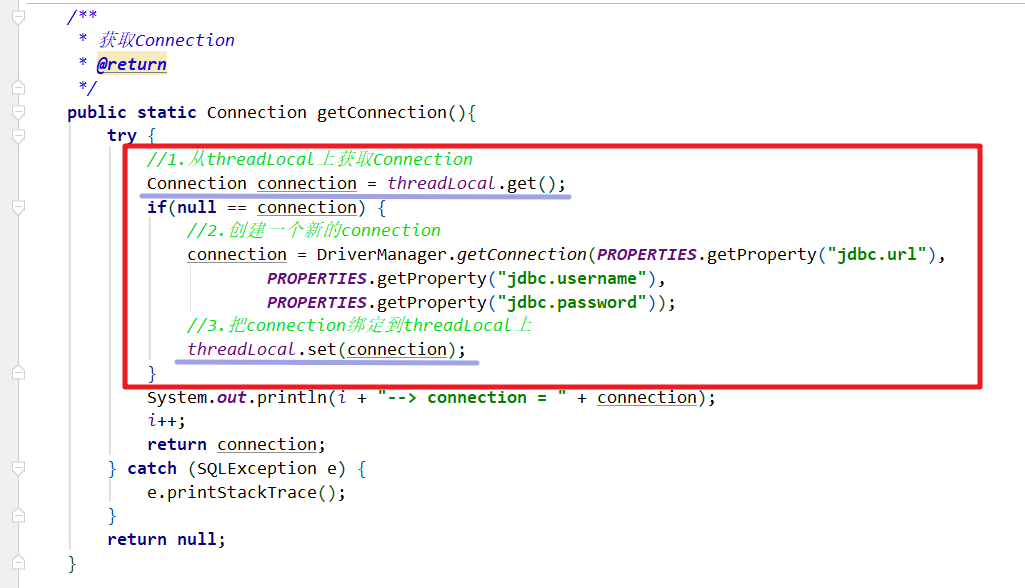 /**
 * 获取Connection
 * @return
 */
public static Connection getConnection(){
    try {
        //1.从threadLocal上获取Connection
        Connection connection = threadLocal.get();
        if(null == connection) {
            //2.创建一个新的connection
            connection = DriverManager.getConnection(PROPERTIES.getProperty("jdbc.url"),
                    PROPERTIES.getProperty("jdbc.username"),
                    PROPERTIES.getProperty("jdbc.password"));
            //3.把connection绑定到threadLocal上
            threadLocal.set(connection);
        }
        System.out.println(i + "--> connection = " + connection);
        i++;
        return connection;
    } catch (SQLException e) {
        e.printStackTrace();
    }
    return null;
}